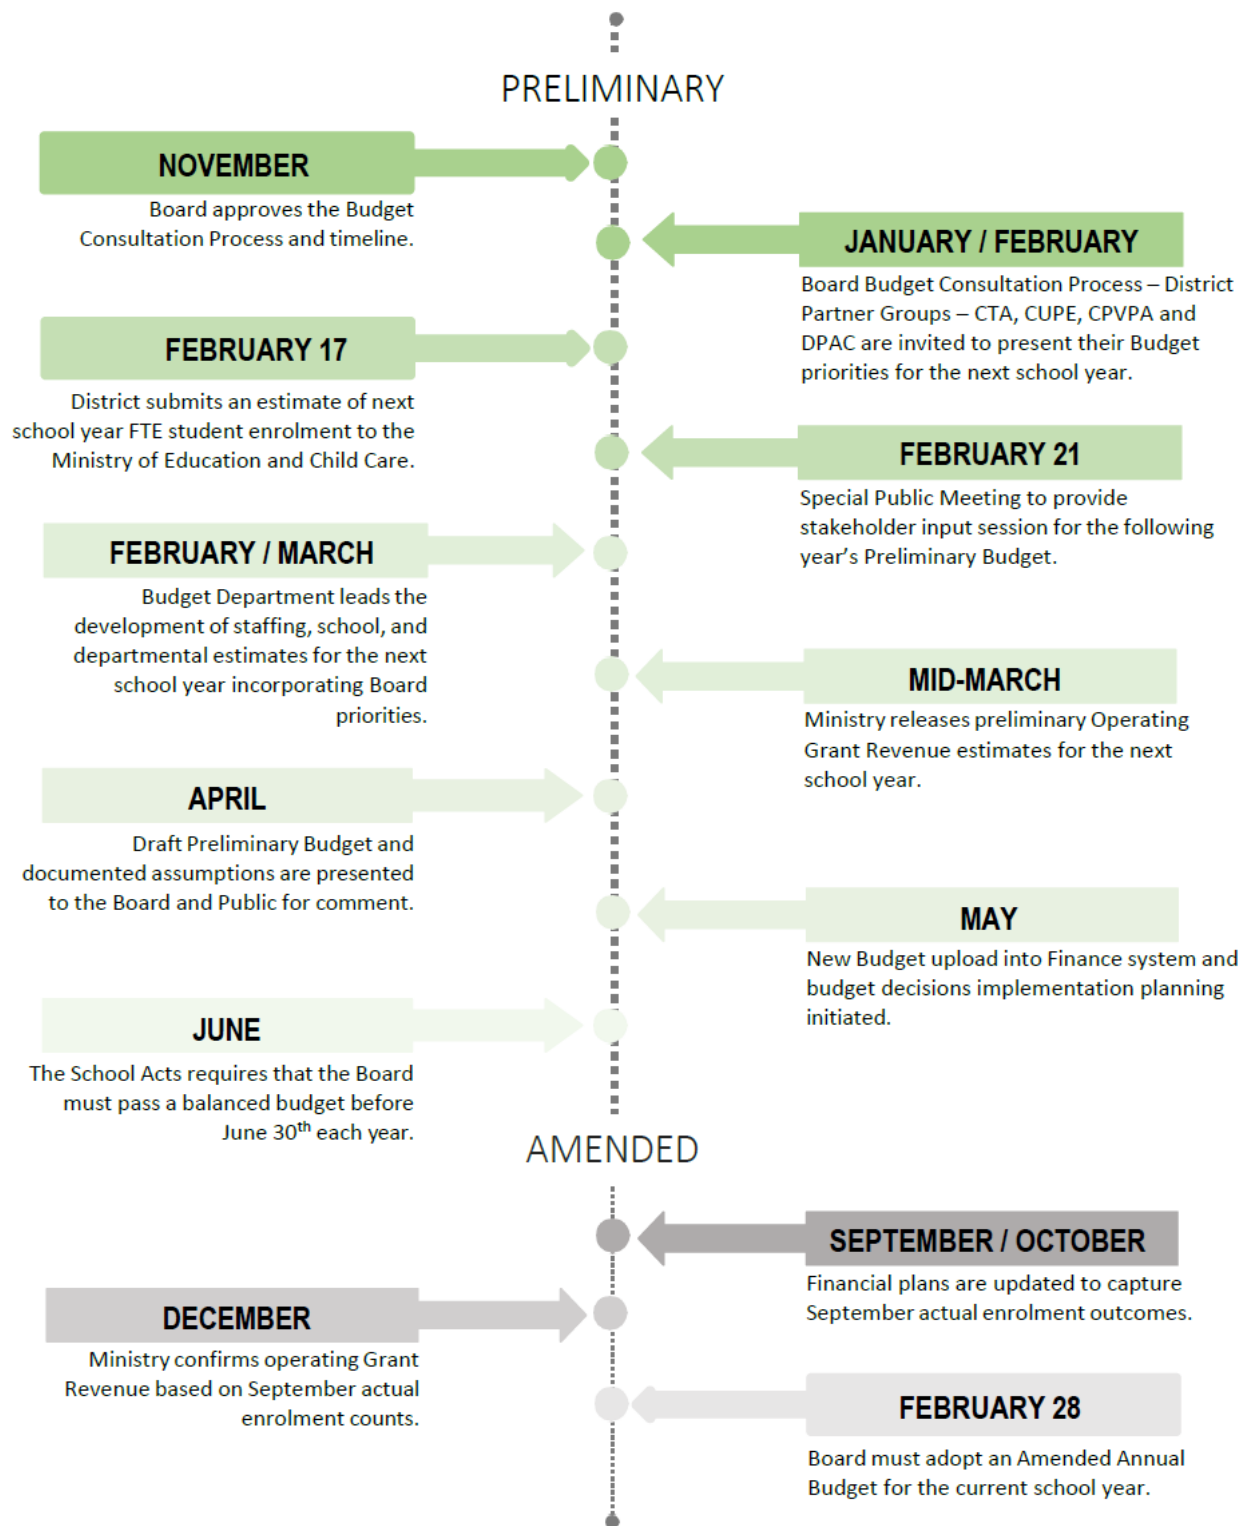 PRELIMINARY
NOVEMBER
Board approves the Budget
Consultation Process and timeline.
JANUARY / FEBRUARY
Board Budget Consultation Process – District
Partner Groups – CTA, CUPE, CPVPA and
DPAC are invited to present their Budget
priorities for the next school year.
FEBRUARY 17
District submits an estimate of next
school year FTE student enrolment to the
Ministry of Education and Child Care.
FEBRUARY 21
Special Public Meeting to provide
stakeholder input session for the following
year’s Preliminary Budget.
FEBRUARY / MARCH
Budget Department leads the
development of staffing, school, and
departmental estimates for the next
school year incorporating Board
priorities.
MID-MARCH
Ministry releases preliminary Operating
Grant Revenue estimates for the next
school year.
APRIL
Draft Preliminary Budget and
documented assumptions are presented
to the Board and Public for comment.
MAY
New Budget upload into Finance system and
budget decisions implementation planning
initiated.
JUNE
The School Acts requires that the Board
must pass a balanced budget before
June 30th each year.
AMENDED
SEPTEMBER / OCTOBER
Financial plans are updated to capture
September actual enrolment outcomes.
DECEMBER
Ministry confirms operating Grant
Revenue based on September actual
enrolment counts.
FEBRUARY 28
Board must adopt an Amended Annual
Budget for the current school year.